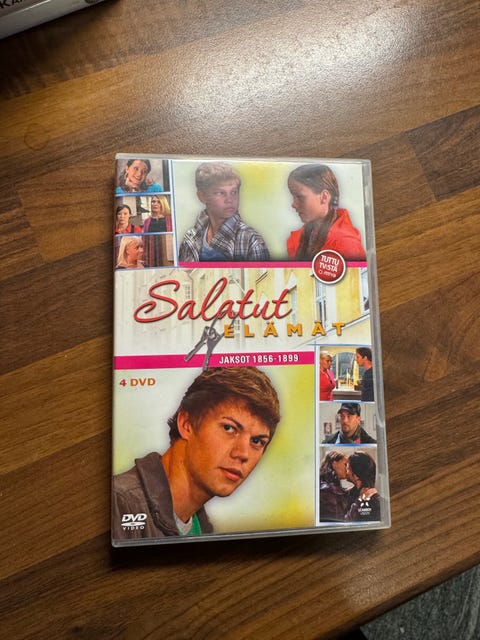 TUTTU
TV:STÄ
Salatut
ELÄMÄT
JAKSOT 1856-1899
4 DVD
DVD
VIDEO